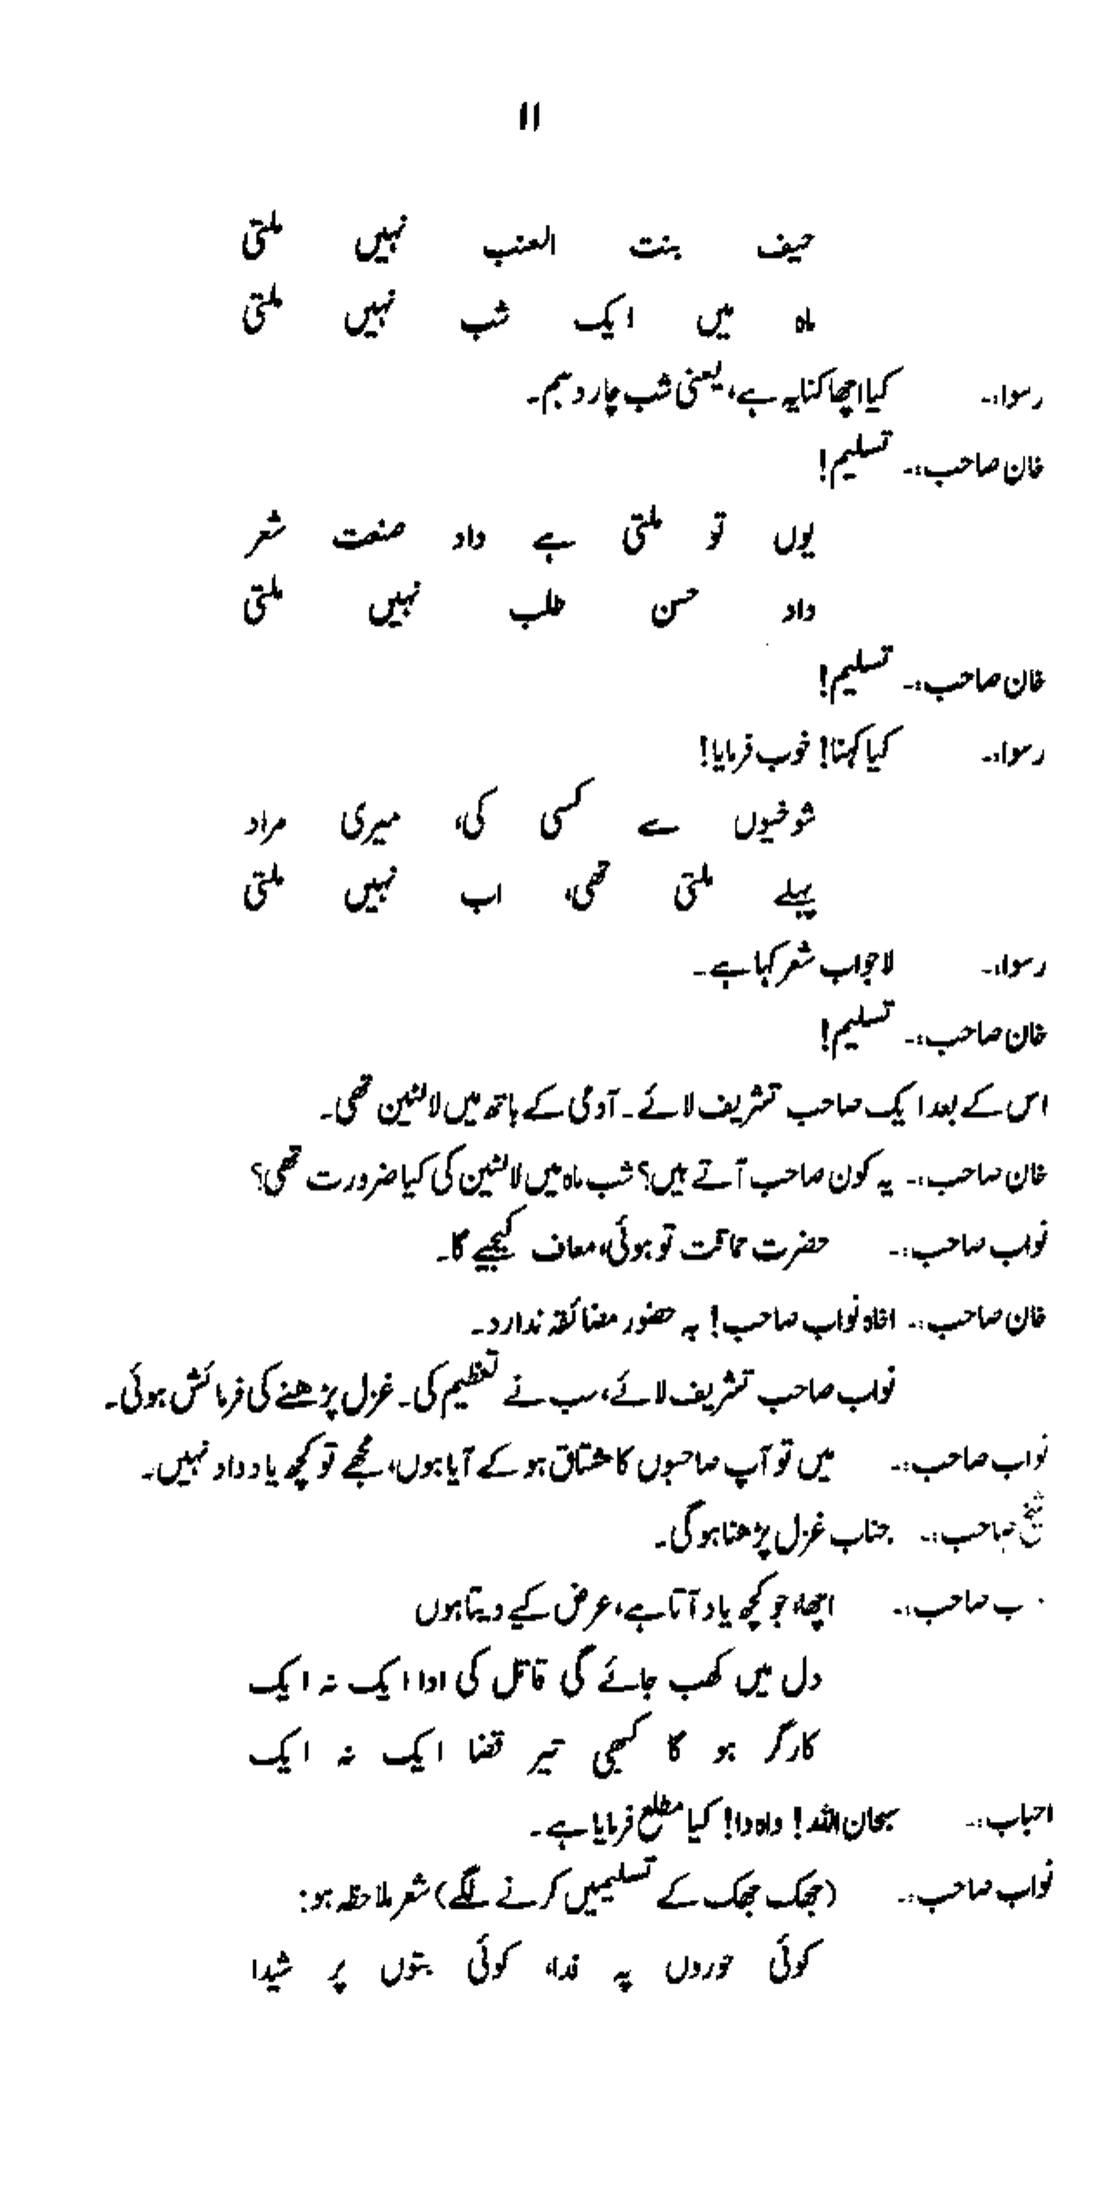 ۱۱
حیف بنت العنب نہیں ملتی
ماہ میں ایک شب نہیں ملتی
رسوا:۔ کیا اچھا کنایہ ہے، یعنی شب چار دہم۔
خان صاحب:۔ تسلیم!
یوں تو ملتی ہے داد صنعت شعر
داد حسن طلب نہیں ملتی
خان صاحب:۔ تسلیم!
رسوا:۔ کیا کہنا! خوب فرمایا!
شوخیوں سے کسی کی، میری مراد
پہلے ملتی تھی، اب نہیں ملتی
رسوا:۔ لاجواب شعر کہا ہے۔
خان صاحب:۔ تسلیم!
اس کے بعد ایک صاحب تشریف لائے۔ آدمی کے ہاتھ میں لالٹین تھی۔
خان صاحب:۔ یہ کون صاحب آتے ہیں؟ شب ماہ میں لالٹین کی کیا ضرورت تھی؟
نواب صاحب:۔ حضرت حماقت تو ہوئی، معاف کیجیے گا۔
خان صاحب:۔ اخاہ نواب صاحب! بہ حضور مضائقہ ندارد۔
نواب صاحب تشریف لائے، سب نے تعظیم کی۔ غزل پڑھنے کی فرمائش ہوئی۔
نواب صاحب:۔ میں تو آپ صاحبوں کا مشتاق ہو کے آیا ہوں، مجھے تو کچھ یاد داد نہیں۔
شیخ صاحب:۔ جناب غزل پڑھنا ہو گی۔
ب صاحب:۔ اچھا، جو کچھ یاد آتا ہے، عرض کیے دیتا ہوں
دل میں کھب جائے گی قاتل کی ادا ایک نہ ایک
کارگر ہو گا کبھی تیر قضا ایک نہ ایک
احباب:۔ سبحان اللہ! واہ وا! کیا مطلع فرمایا ہے۔
نواب صاحب:۔ (جھک جھک کے تسلیمیں کرنے لگے) شعر ملاحظہ ہو:
کوئی حوروں پہ فدا، کوئی بتوں پر شیدا